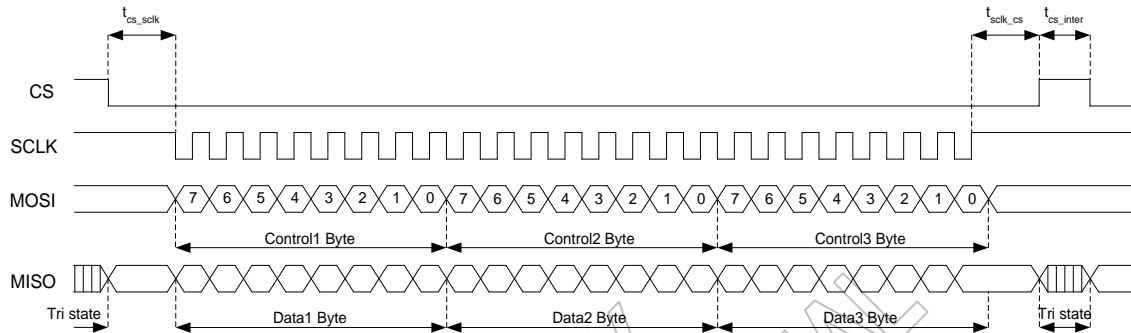 tcs_sclk tsclk_cs tcs_inter
CS
SCLK
MOSI 7 6 5 4 3 2 1 0 7 6 5 4 3 2 1 0 7 6 5 4 3 2 1 0
Control1 Byte Control2 Byte Control3 Byte
MISO
Tri state Data1 Byte Data2 Byte Data3 Byte Tri state